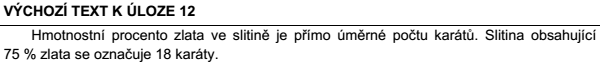 VÝCHOZÍ TEXT K ÚLOZE 12
Hmotnostní procento zlata ve slitině je přímo úměrné počtu karátů. Slitina obsahující
75 % zlata se označuje 18 karáty.